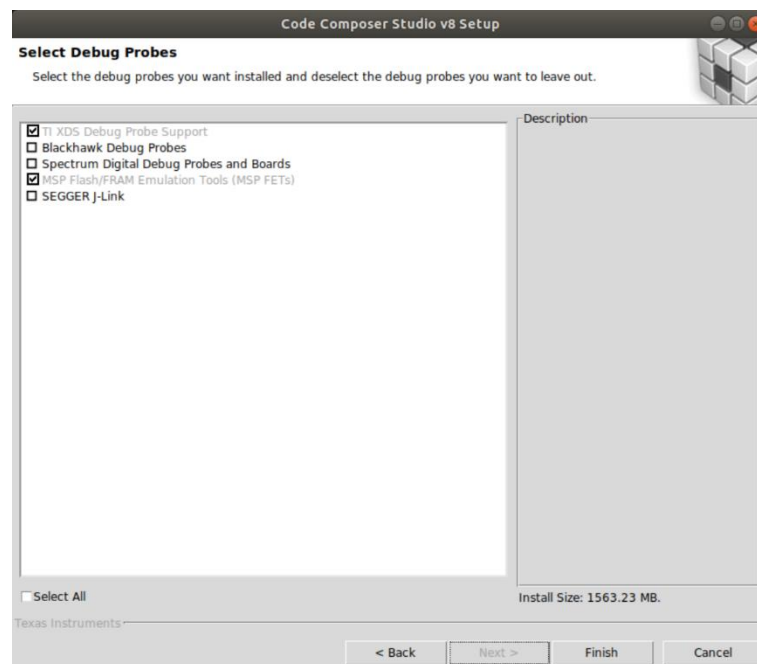 Code Composer Studio v8 Setup
Select Debug Probes
Select the debug probes you want installed and deselect the debug probes you want to leave out.
Description
TI XDS Debug Probe Support
Blackhawk Debug Probes
Spectrum Digital Debug Probes and Boards
MSP Flash/FRAM Emulation Tools (MSP FETs)
SEGGER J-Link
Select All
Install Size: 1563.23 MB.
Texas Instruments
< Back
Next >
Finish
Cancel